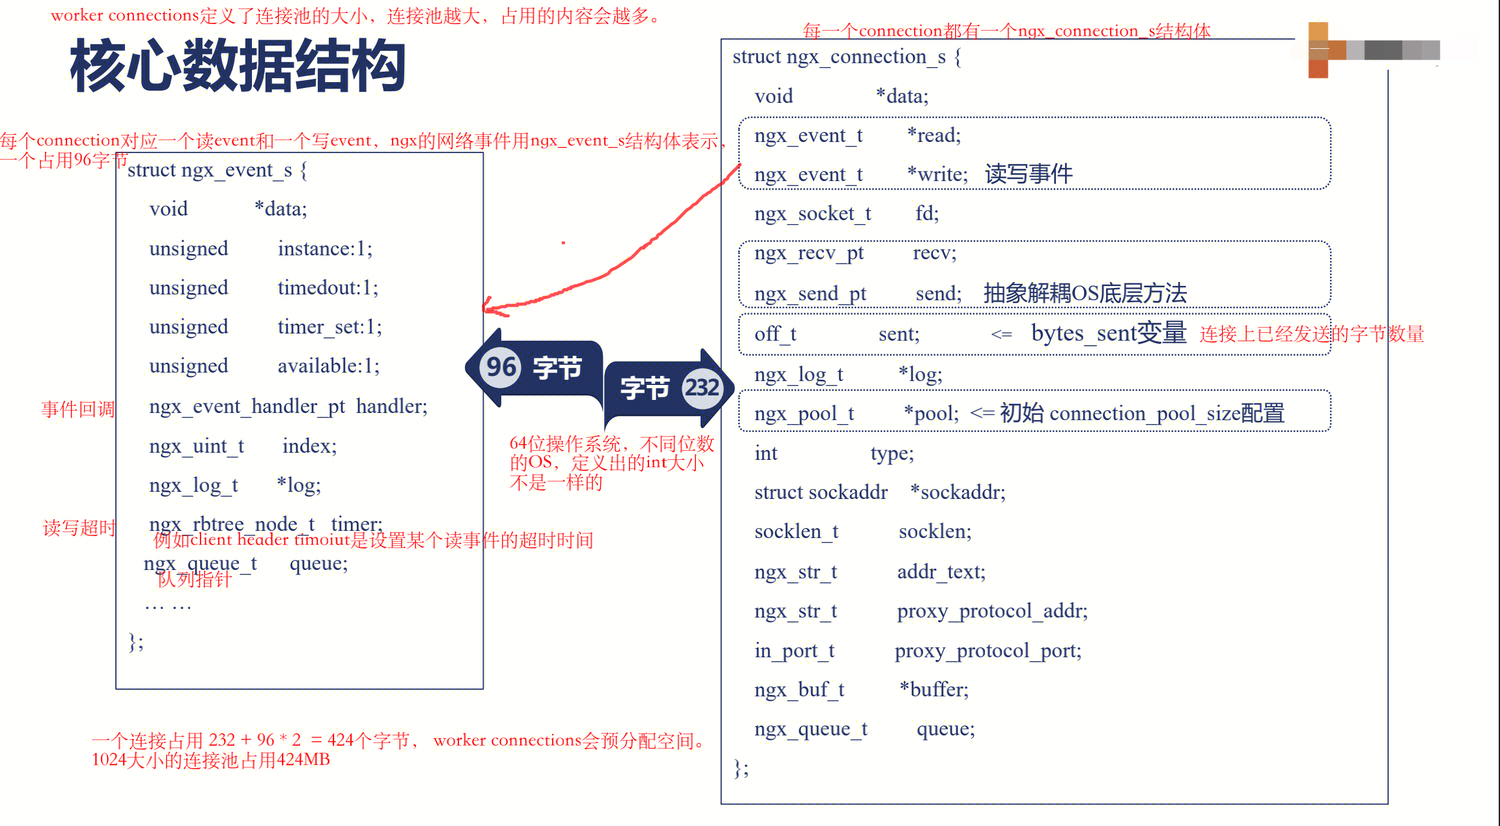 worker connections定义了连接池的大小，连接池越大，占用的内容会越多。
核心数据结构
每个connection对应一个读event和一个写event，ngx的网络事件用ngx_event_s结构体表示，
一个占用96字节
struct ngx_event_s {
void *data;
unsigned instance:1;
unsigned timedout:1;
unsigned timer_set:1;
unsigned available:1;
事件回调 ngx_event_handler_pt handler;
ngx_uint_t index;
ngx_log_t *log;
读写超时 ngx_rbtree_node_t timer;
例如client header timoiut是设置某个读事件的超时时间
ngx_queue_t queue;
队列指针
… …
};
96 字节
字节 232
64位操作系统，不同位数
的OS，定义出的int大小
不是一样的
每一个connection都有一个ngx_connection_s结构体
struct ngx_connection_s {
void *data;
ngx_event_t *read;
ngx_event_t *write; 读写事件
ngx_socket_t fd;
ngx_recv_pt recv;
ngx_send_pt send; 抽象解耦OS底层方法
off_t sent; <= bytes_sent变量 连接上已经发送的字节数量
ngx_log_t *log;
ngx_pool_t *pool; <= 初始 connection_pool_size配置
int type;
struct sockaddr *sockaddr;
socklen_t socklen;
ngx_str_t addr_text;
ngx_str_t proxy_protocol_addr;
in_port_t proxy_protocol_port;
ngx_buf_t *buffer;
ngx_queue_t queue;
};
一个连接占用 232 + 96 * 2 = 424个字节， worker connections会预分配空间。
1024大小的连接池占用424MB